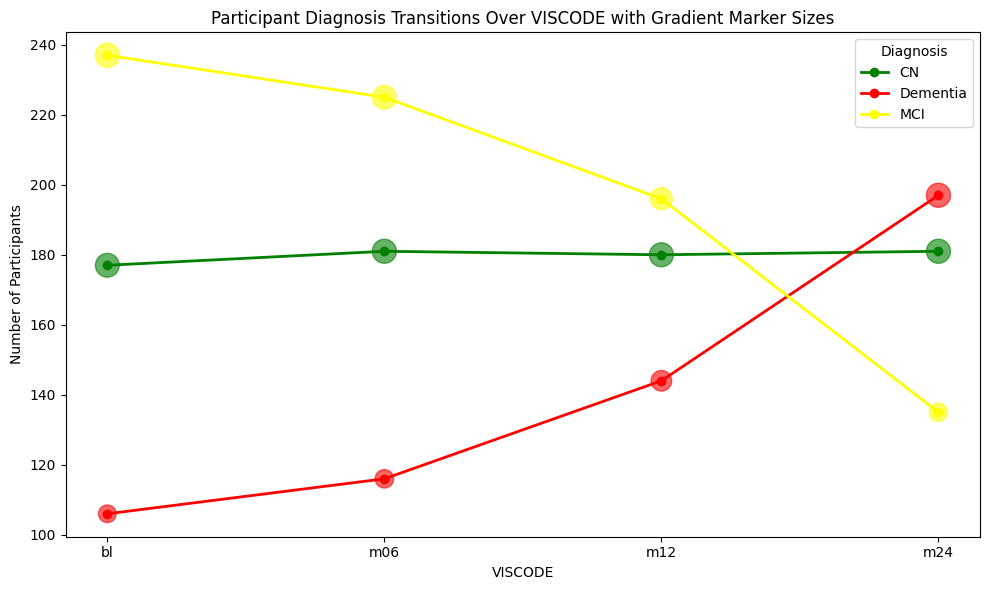 Participant Diagnosis Transitions Over VISCODE with Gradient Marker Sizes
Number of Participants
240
220
200
180
160
140
120
100
Diagnosis
CN
Dementia
MCI
bl
m06
m12
m24
VISCODE